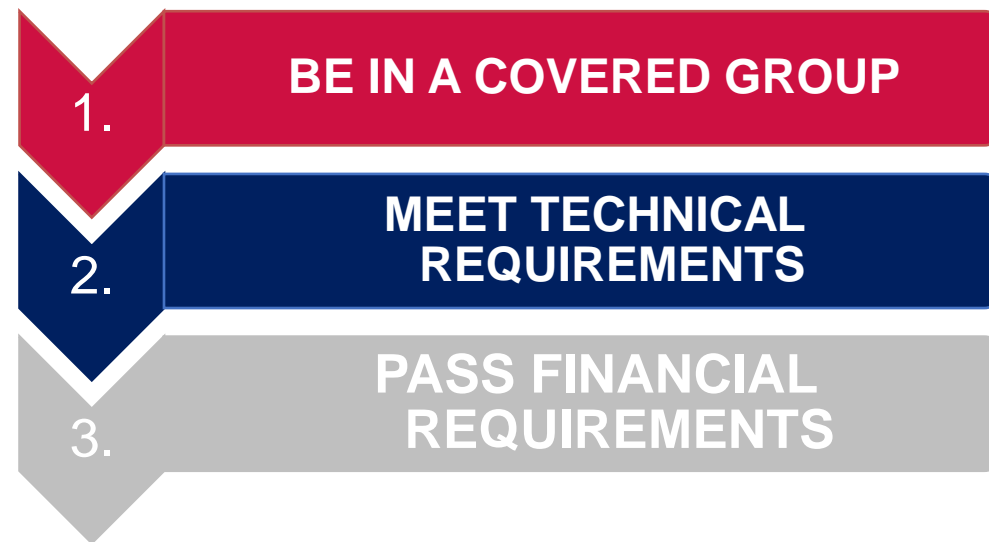 1.
BE IN A COVERED GROUP
2.
MEET TECHNICAL
REQUIREMENTS
3.
PASS FINANCIAL
REQUIREMENTS